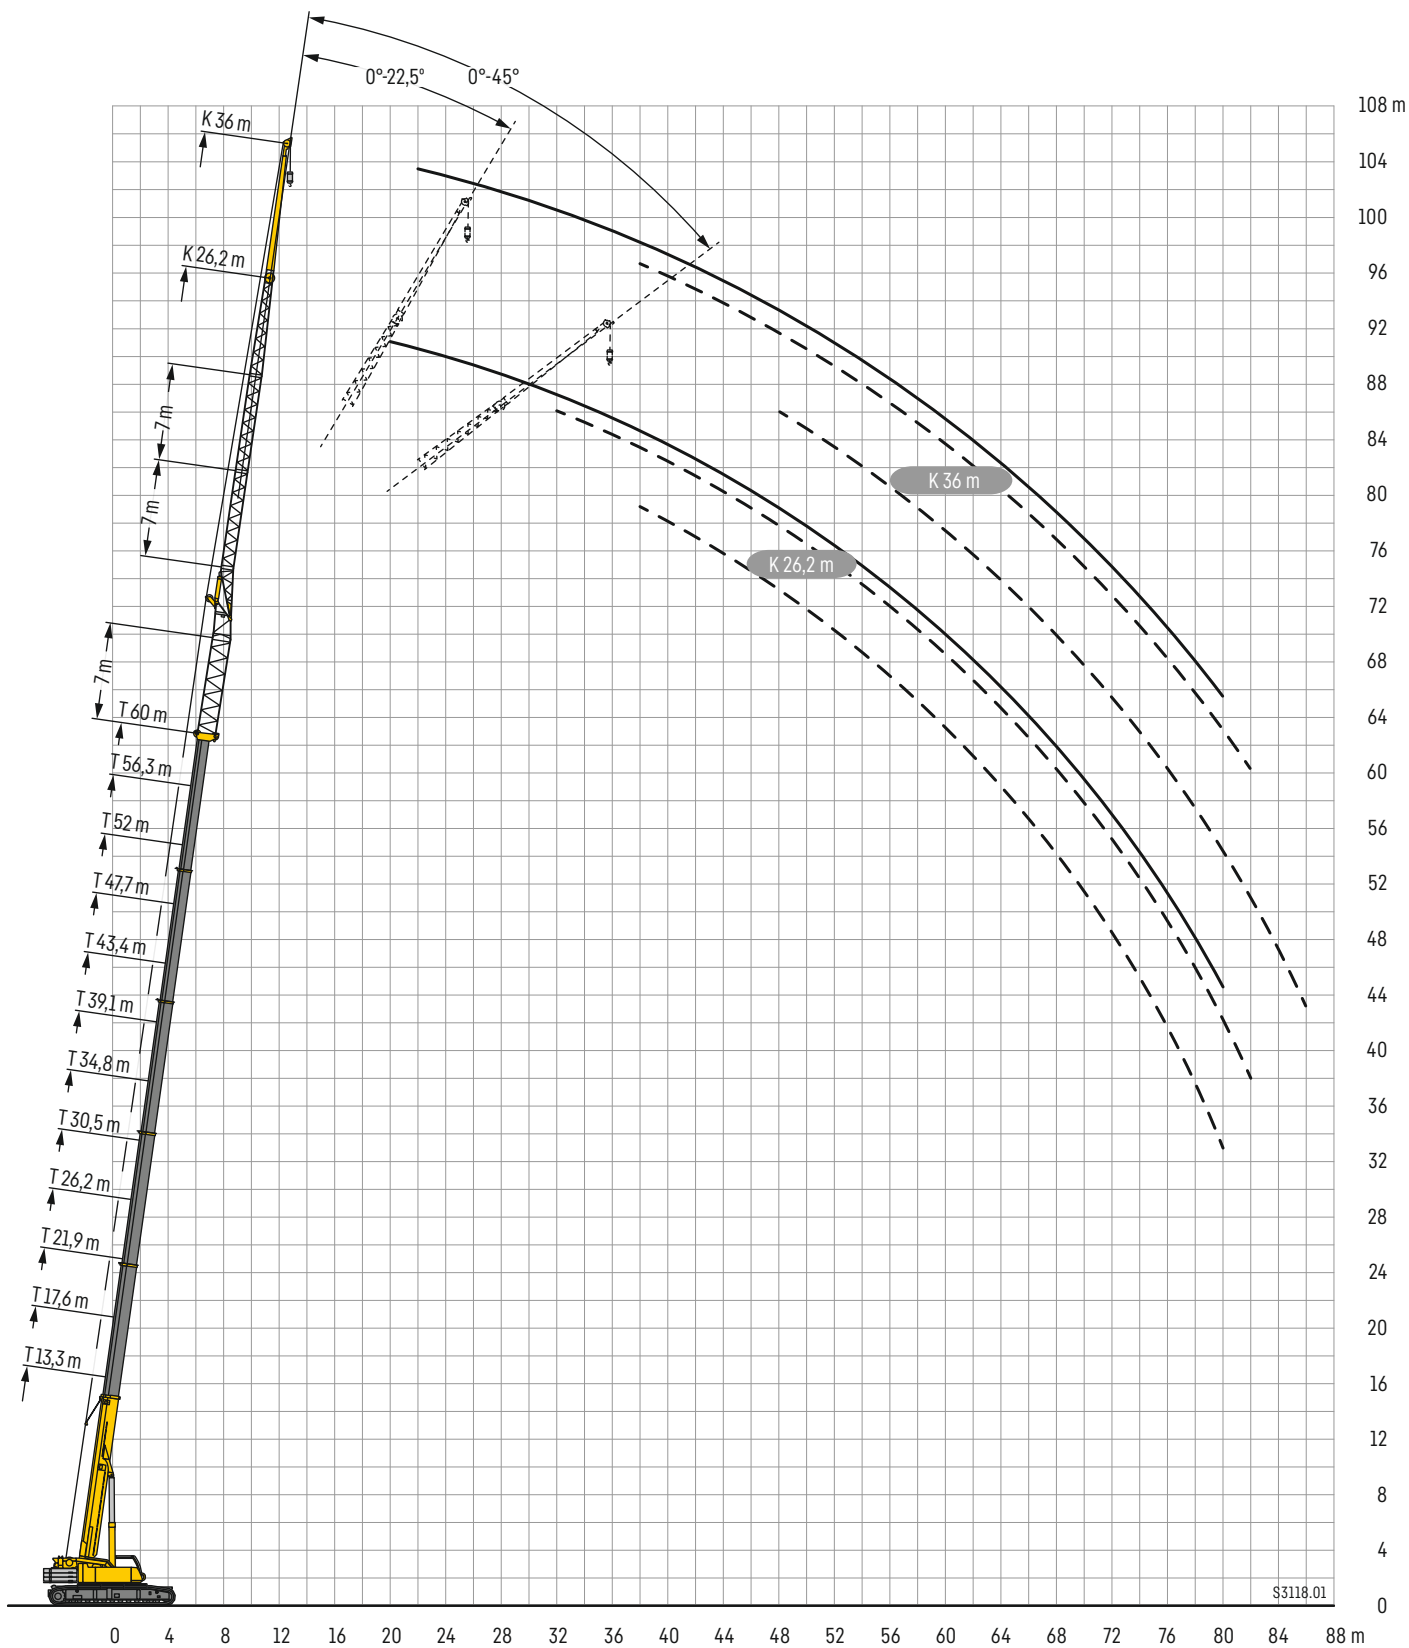 0°-22,5°
0°-45°
K 36 m
K 26,2 m
7 m
7 m
7 m
T 60 m
T 56,3 m
T 52 m
T 47,7 m
T 43,4 m
T 39,1 m
T 34,8 m
T 30,5 m
T 26,2 m
T 21,9 m
T 17,6 m
T 13,3 m
K 36 m
K 26,2 m
108 m
104
100
96
92
88
84
80
76
72
68
64
60
56
52
48
44
40
36
32
28
24
20
16
12
8
4
0
S3118.01
0 4 8 12 16 20 24 28 32 36 40 44 48 52 56 60 64 68 72 76 80 84 88 m